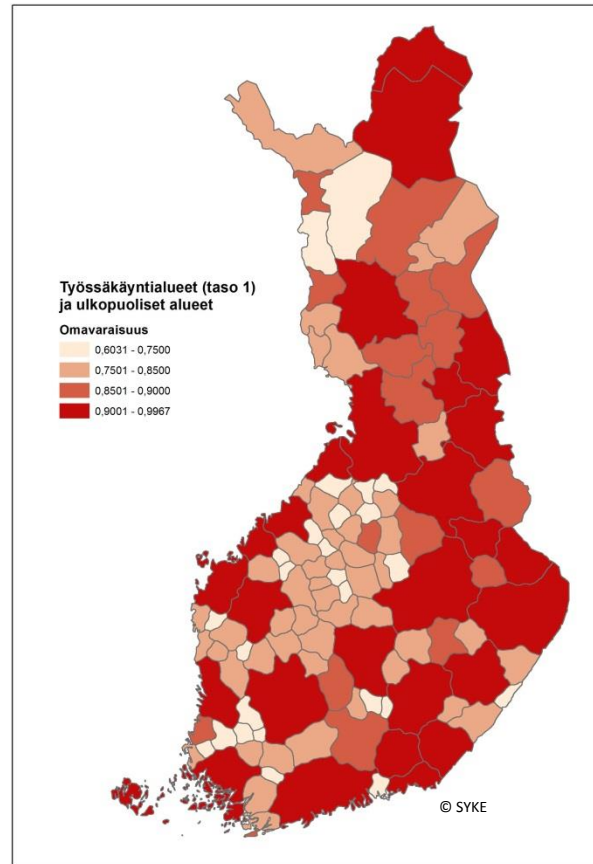 Työssäkäyntialueet (taso 1)
ja ulkopuoliset alueet
Omavaraisuus
0,6031 - 0,7500
0,7501 - 0,8500
0,8501 - 0,9000
0,9001 - 0,9967
© SYKE